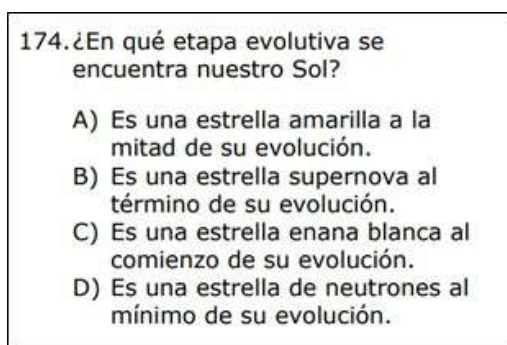 174.¿En qué etapa evolutiva se
encuentra nuestro Sol?
A) Es una estrella amarilla a la
mitad de su evolución.
B) Es una estrella supernova al
término de su evolución.
C) Es una estrella enana blanca al
comienzo de su evolución.
D) Es una estrella de neutrones al
mínimo de su evolución.